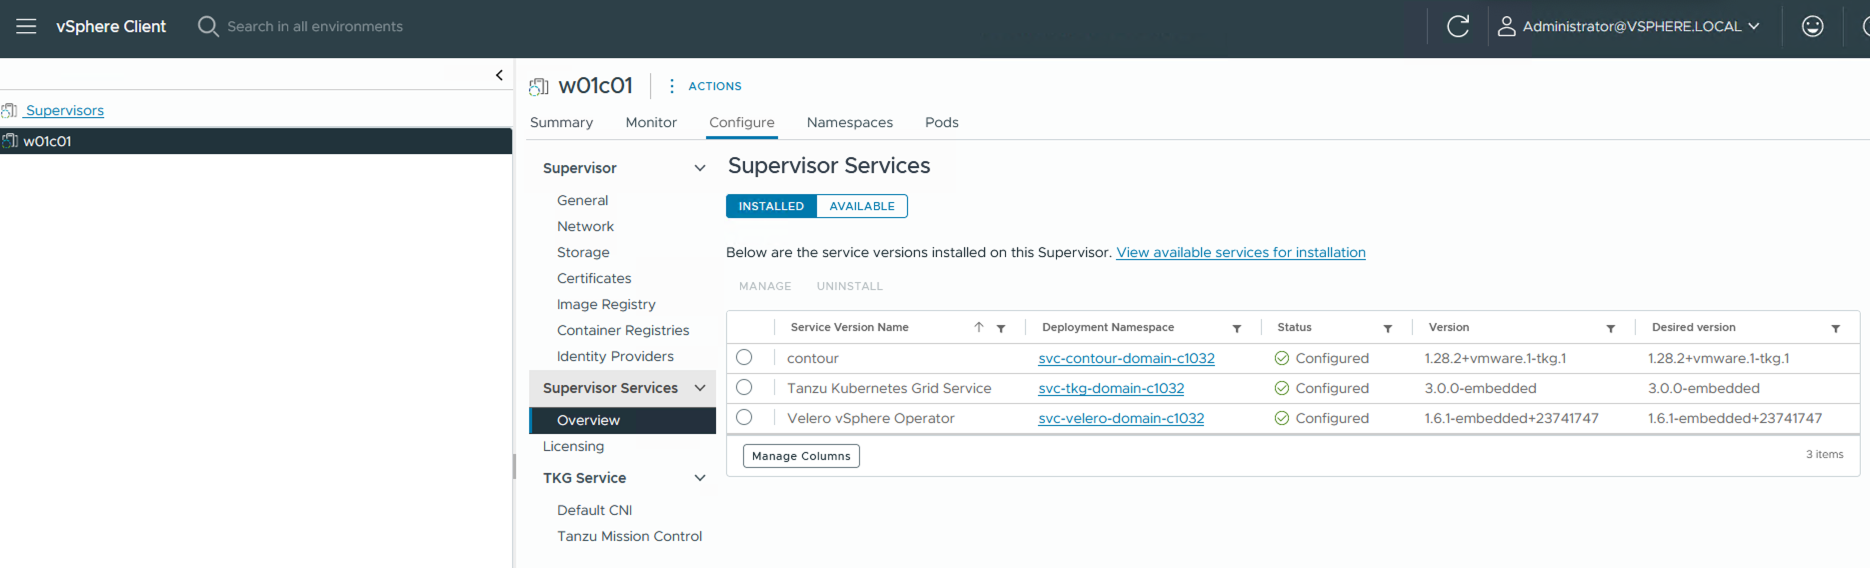 vSphere Client
Search in all environments
Administrator@VSPHERE.LOCAL
Supervisors
w01c01
w01c01
ACTIONS
Summary Monitor Configure Namespaces Pods
Supervisor
General
Network
Storage
Certificates
Image Registry
Container Registries
Identity Providers
Supervisor Services
Overview
Licensing
TKG Service
Default CNI
Tanzu Mission Control
Supervisor Services
INSTALLED AVAILABLE
Below are the service versions installed on this Supervisor. View available services for installation
MANAGE UNINSTALL
Service Version Name Deployment Namespace Status Version Desired version
contour svc-contour-domain-c1032 Configured 1.28.2+vmware.1-tkg.1 1.28.2+vmware.1-tkg.1
Tanzu Kubernetes Grid Service svc-tkg-domain-c1032 Configured 3.0.0-embedded 3.0.0-embedded
Velero vSphere Operator svc-velero-domain-c1032 Configured 1.6.1-embedded+23741747 1.6.1-embedded+23741747
Manage Columns 3 items